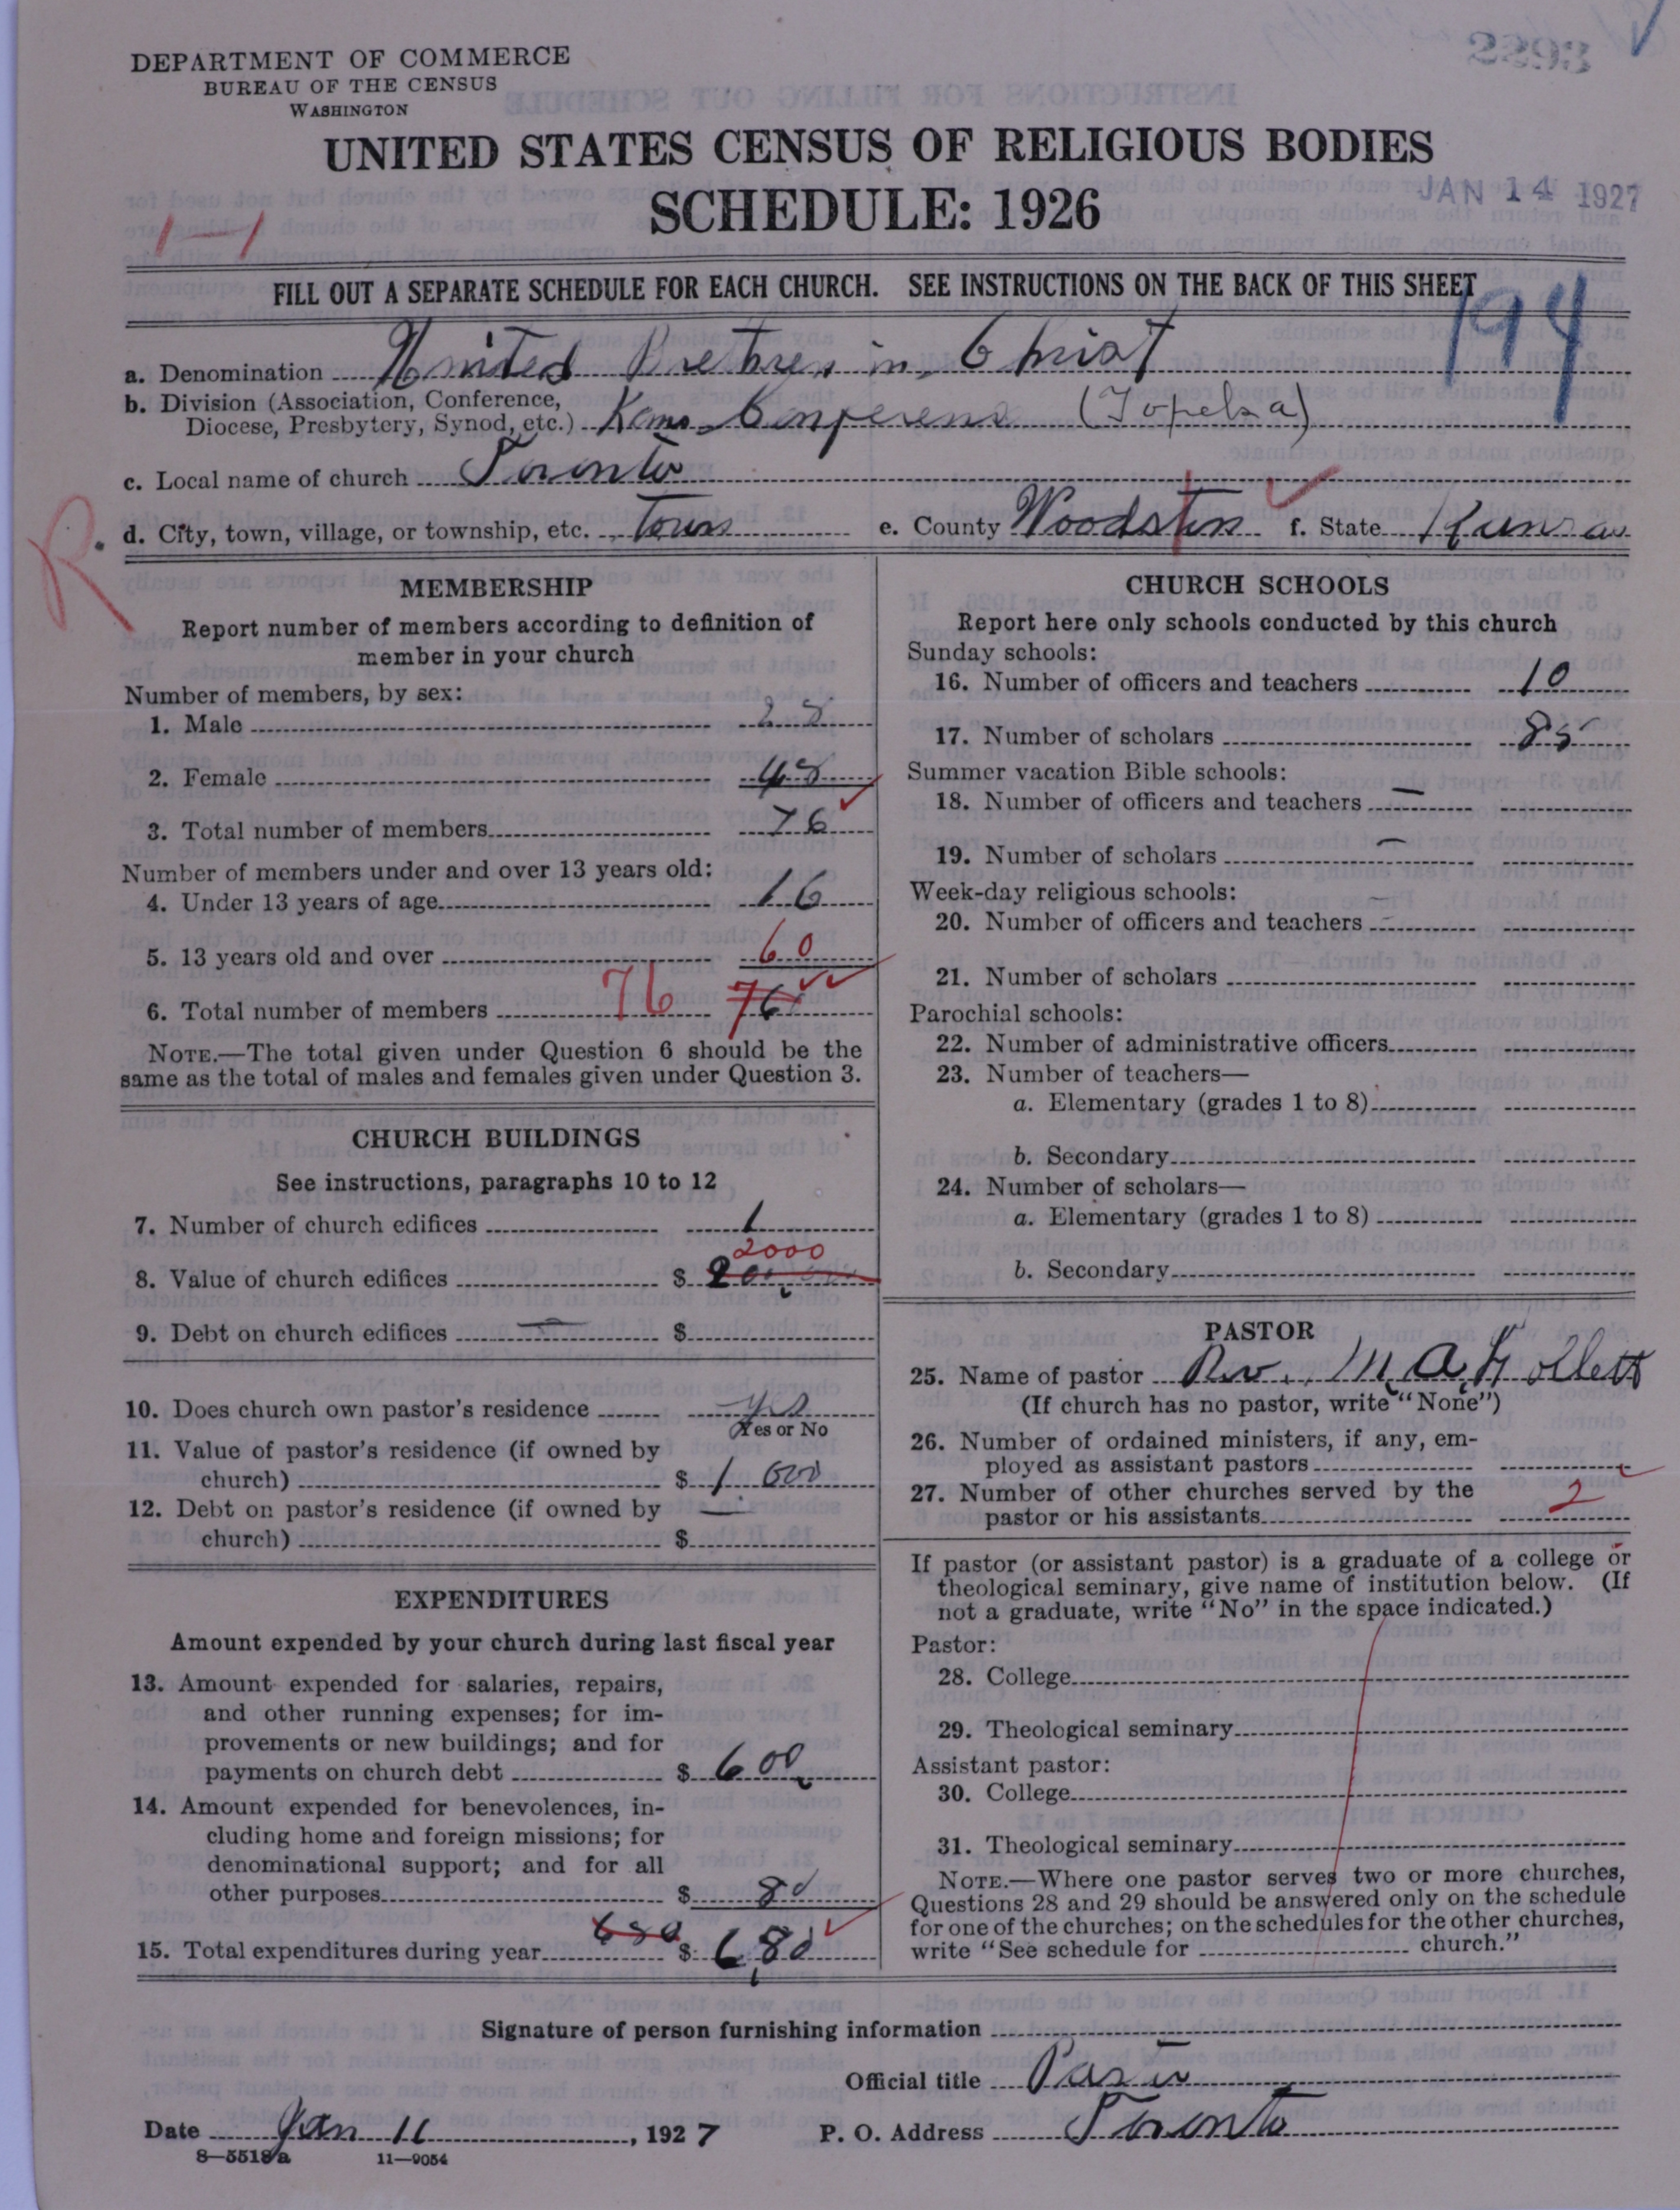 DEPARTMENT OF COMMERCE
BUREAU OF THE CENSUS
WASHINGTON
2293
UNITED STATES CENSUS OF RELIGIOUS BODIES
SCHEDULE: 1926
JAN 14 1927
1-1
FILL OUT A SEPARATE SCHEDULE FOR EACH CHURCH. SEE INSTRUCTIONS ON THE BACK OF THIS SHEET
194
a. Denomination United Brethren in Christ
b. Division (Association, Conference,
Diocese, Presbytery, Synod, etc.) Kans Conference (Topeka)
c. Local name of church Toronto
R.
d. City, town, village, or township, etc. Town e. County Woodston f. State Kansas
MEMBERSHIP
Report number of members according to definition of
member in your church
Number of members, by sex:
1. Male 28
2. Female 48
3. Total number of members 76
Number of members under and over 13 years old:
4. Under 13 years of age 16
5. 13 years old and over 60
6. Total number of members 76 76
NOTE.—The total given under Question 6 should be the
same as the total of males and females given under Question 3.
CHURCH BUILDINGS
See instructions, paragraphs 10 to 12
7. Number of church edifices 1
2000
8. Value of church edifices $
9. Debt on church edifices — $
10. Does church own pastor's residence yes
Yes or No
11. Value of pastor's residence (if owned by
church) $ 1 000
12. Debt on pastor's residence (if owned by —
church) $
EXPENDITURES
Amount expended by your church during last fiscal year
13. Amount expended for salaries, repairs,
and other running expenses; for im-
provements or new buildings; and for
payments on church debt $ 600
14. Amount expended for benevolences, in-
cluding home and foreign missions; for
denominational support; and for all
other purposes $ 80
15. Total expenditures during year 680 $ 680
CHURCH SCHOOLS
Report here only schools conducted by this church
Sunday schools:
16. Number of officers and teachers 10
17. Number of scholars 85
Summer vacation Bible schools:
18. Number of officers and teachers —
19. Number of scholars —
Week-day religious schools:
20. Number of officers and teachers —
21. Number of scholars
Parochial schools:
22. Number of administrative officers
23. Number of teachers—
a. Elementary (grades 1 to 8)
b. Secondary
24. Number of scholars—
a. Elementary (grades 1 to 8)
b. Secondary
PASTOR
25. Name of pastor Rev. M. A.
(If church has no pastor, write "None")
26. Number of ordained ministers, if any, em-
ployed as assistant pastors
27. Number of other churches served by the
pastor or his assistants 2
If pastor (or assistant pastor) is a graduate of a college or
theological seminary, give name of institution below. (If
not a graduate, write "No" in the space indicated.)
Pastor:
28. College
29. Theological seminary
Assistant pastor:
30. College
31. Theological seminary
NOTE.—Where one pastor serves two or more churches,
Questions 28 and 29 should be answered only on the schedule
for one of the churches; on the schedules for the other churches,
write "See schedule for church."
Signature of person furnishing information
Official title Pastor
Date Jan 11, 1927 P. O. Address Toronto
8—5518a 11—9054